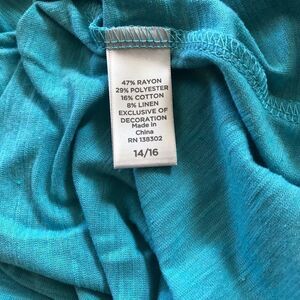 47% RAYON
29% POLYESTER
16% COTTON
8% LINEN
EXCLUSIVE OF
DECORATION
Made in
China
RN 138302
14/16